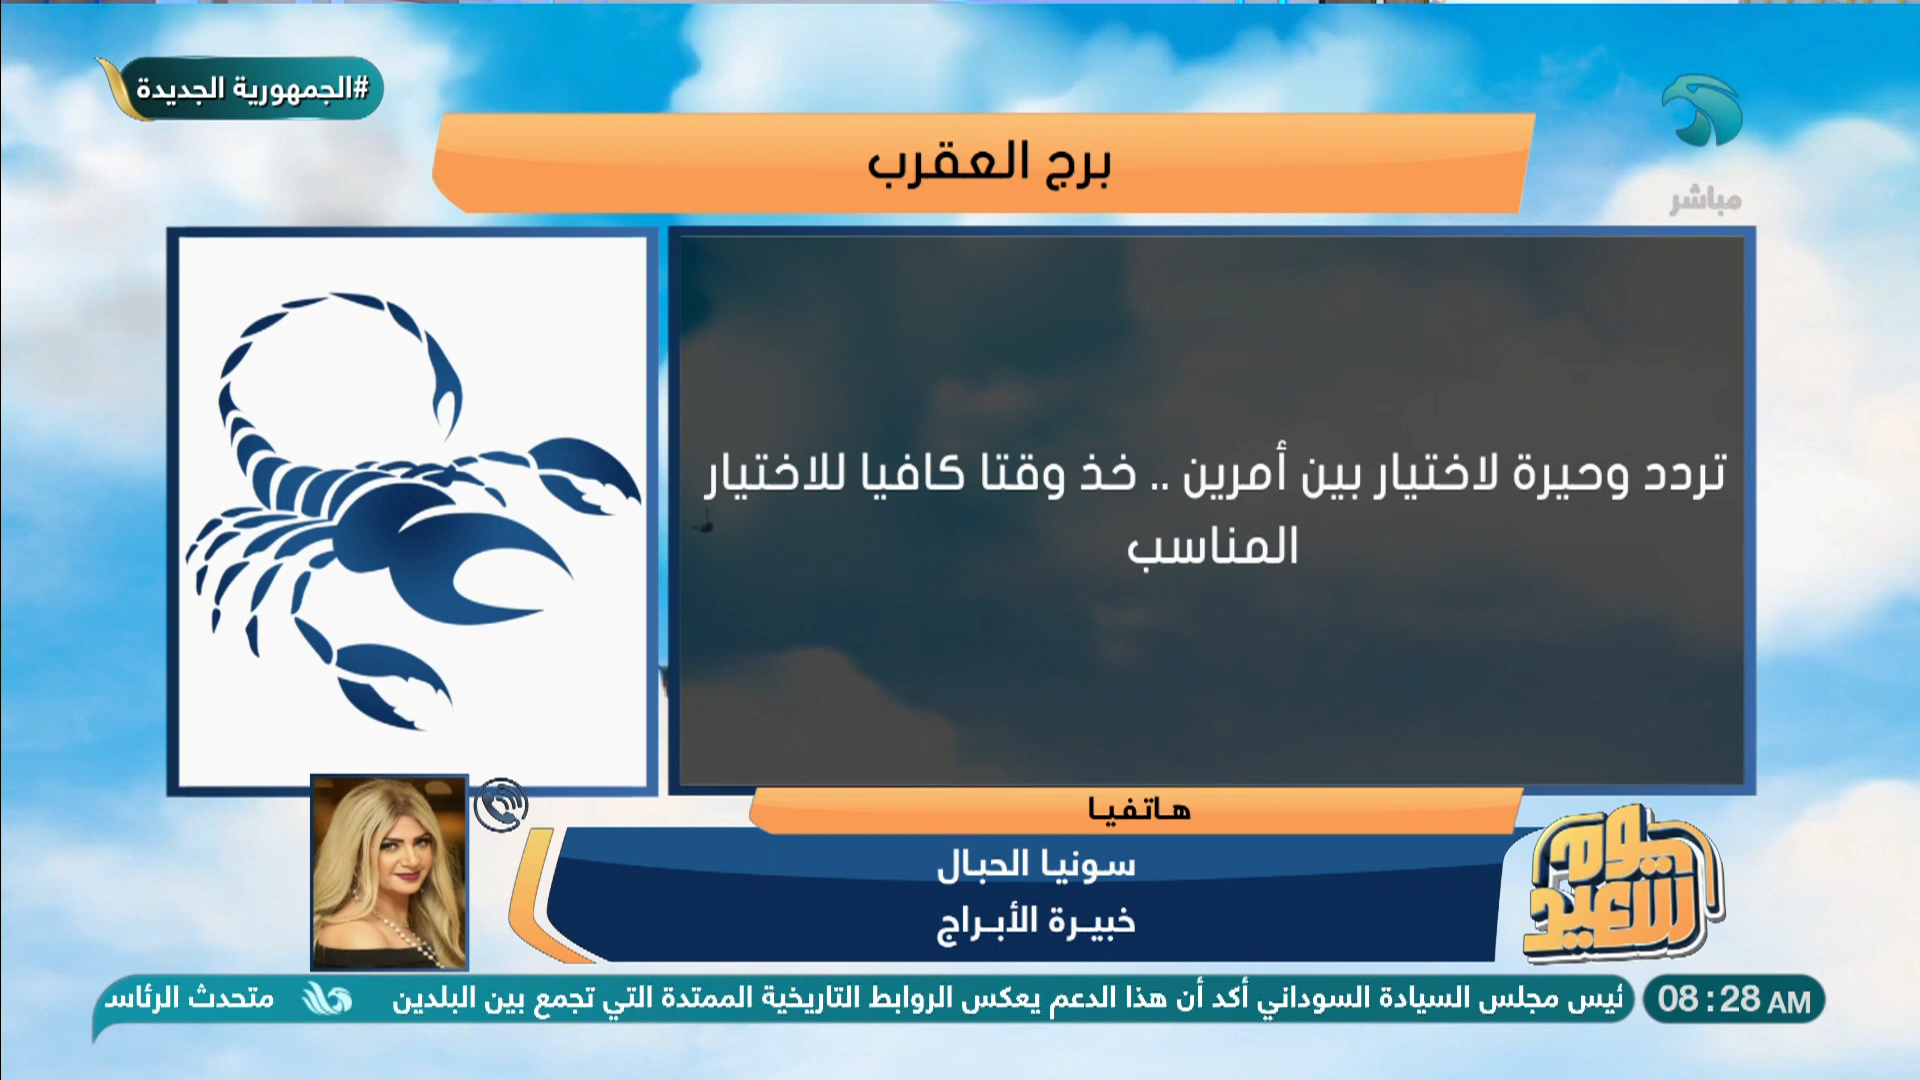 #الجمهورية الجديدة
برج العقرب
مباشر
تردد وحيرة لاختيار بين أمرين .. خذ وقتا كافيا للاختيار
المناسب
هاتفيا
سونيا الحبال
خبيرة الأبراج
يوم سعيد
ئيس مجلس السيادة السوداني أكد أن هذا الدعم يعكس الروابط التاريخية الممتدة التي تجمع بين البلدين متحدث الرئاس
08:28 AM